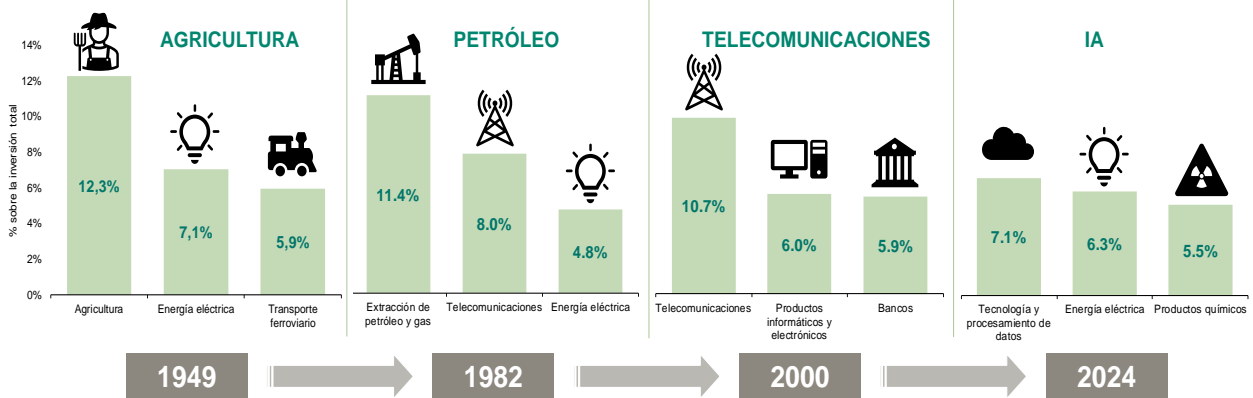 AGRICULTURA
PETRÓLEO
TELECOMUNICACIONES
IA
% sobre la inversión total
14%
12%
10%
8%
6%
4%
2%
0%
12,3%
7,1%
5,9%
11.4%
8.0%
4.8%
10.7%
6.0%
5.9%
7.1%
6.3%
5.5%
Agricultura
Energía eléctrica
Transporte
ferroviario
Extracción de
petróleo y gas
Telecomunicaciones
Energía eléctrica
Telecomunicaciones
Productos
informáticos y
electrónicos
Bancos
Tecnología y
procesamiento de
datos
Energía eléctrica
Productos químicos
1949
1982
2000
2024